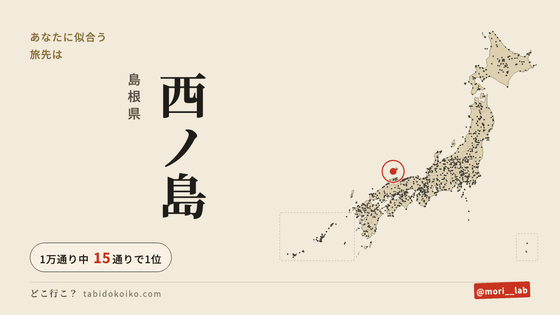 あなたに似合う
旅先は
島根県
西ノ島
1万通り中 15通りで1位
どこ行こ？ tabidokoiko.com
@mori__lab